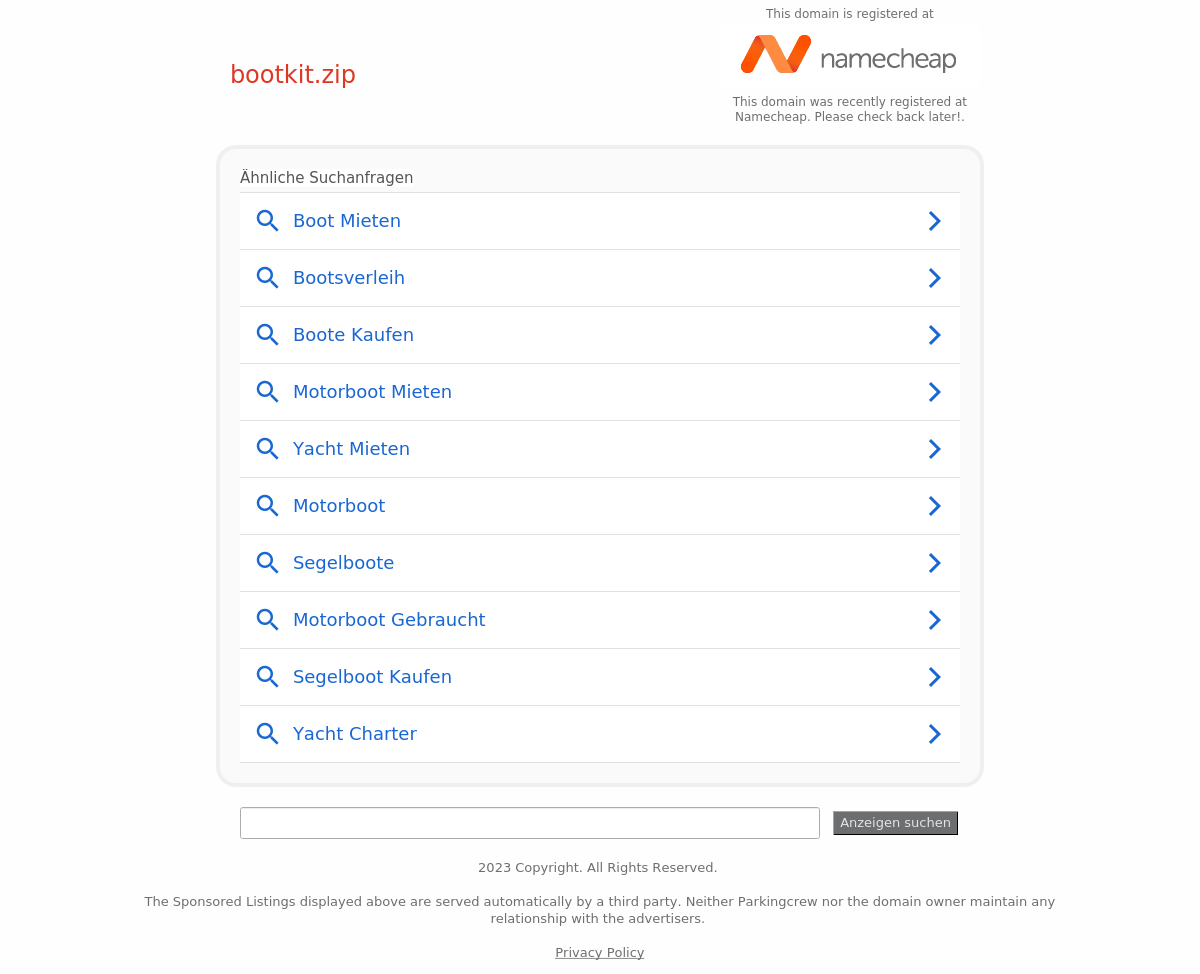 This domain is registered at
namecheap
bootkit.zip
This domain was recently registered at
Namecheap. Please check back later!.
Ähnliche Suchanfragen
Boot Mieten
Bootsverleih
Boote Kaufen
Motorboot Mieten
Yacht Mieten
Motorboot
Segelboote
Motorboot Gebraucht
Segelboot Kaufen
Yacht Charter
Anzeigen suchen
2023 Copyright. All Rights Reserved.
The Sponsored Listings displayed above are served automatically by a third party. Neither Parkingcrew nor the domain owner maintain any
relationship with the advertisers.
Privacy Policy